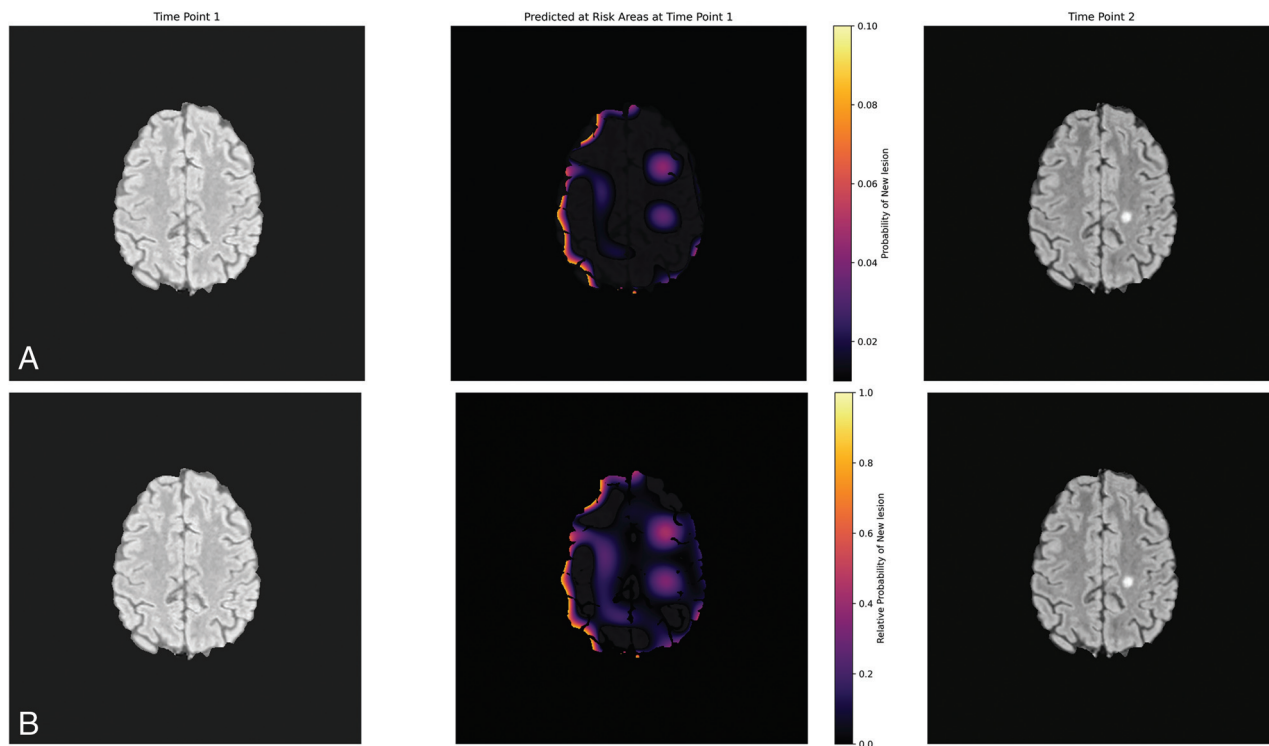 Time Point 1
Predicted at Risk Areas at Time Point 1
Time Point 2
0.10
0.08
0.06
0.04
0.02
Probability of New lesion
A
1.0
0.8
0.6
0.4
0.2
0.0
Relative Probability of New lesion
B